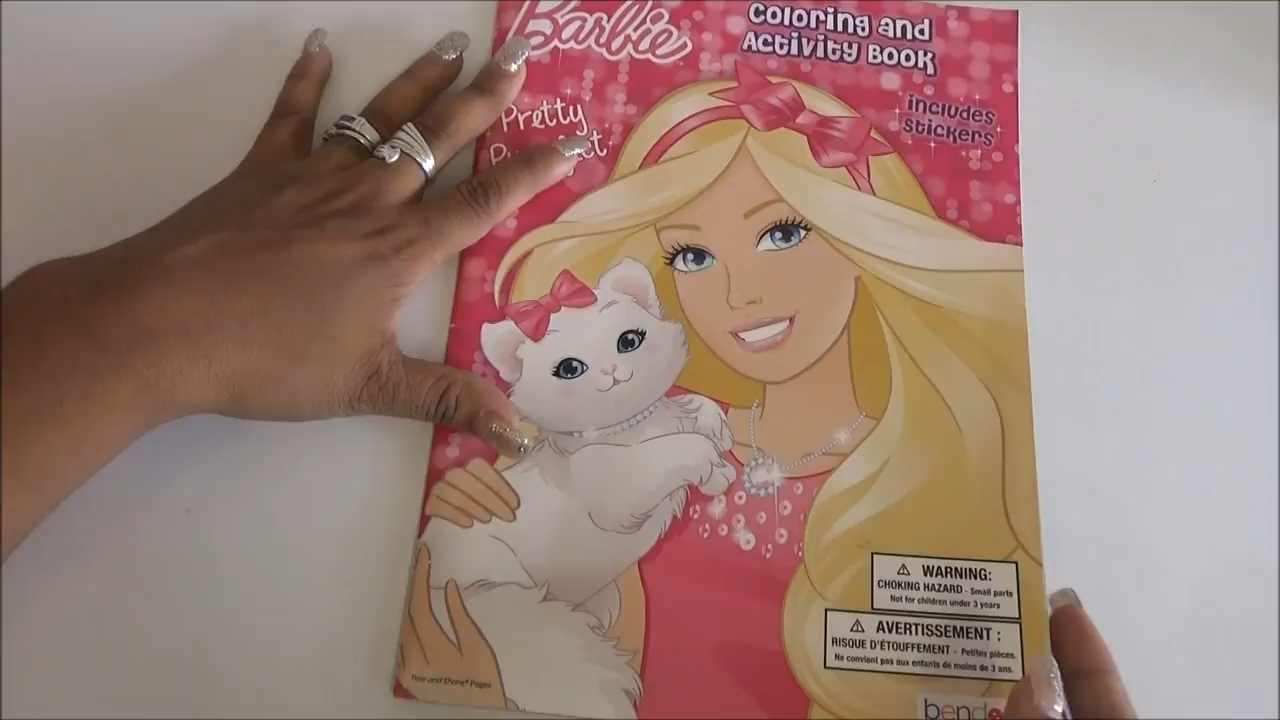 Barbie
Coloring and
Activity Book
includes
stickers
Pretty
WARNING:
CHOKING HAZARD - Small parts
Not for children under 3 years
AVERTISSEMENT :
RISQUE D'ÉTOUFFEMENT - Petites pièces.
Ne convient pas aux enfants de moins de 3 ans.
Tear and Share® Pages